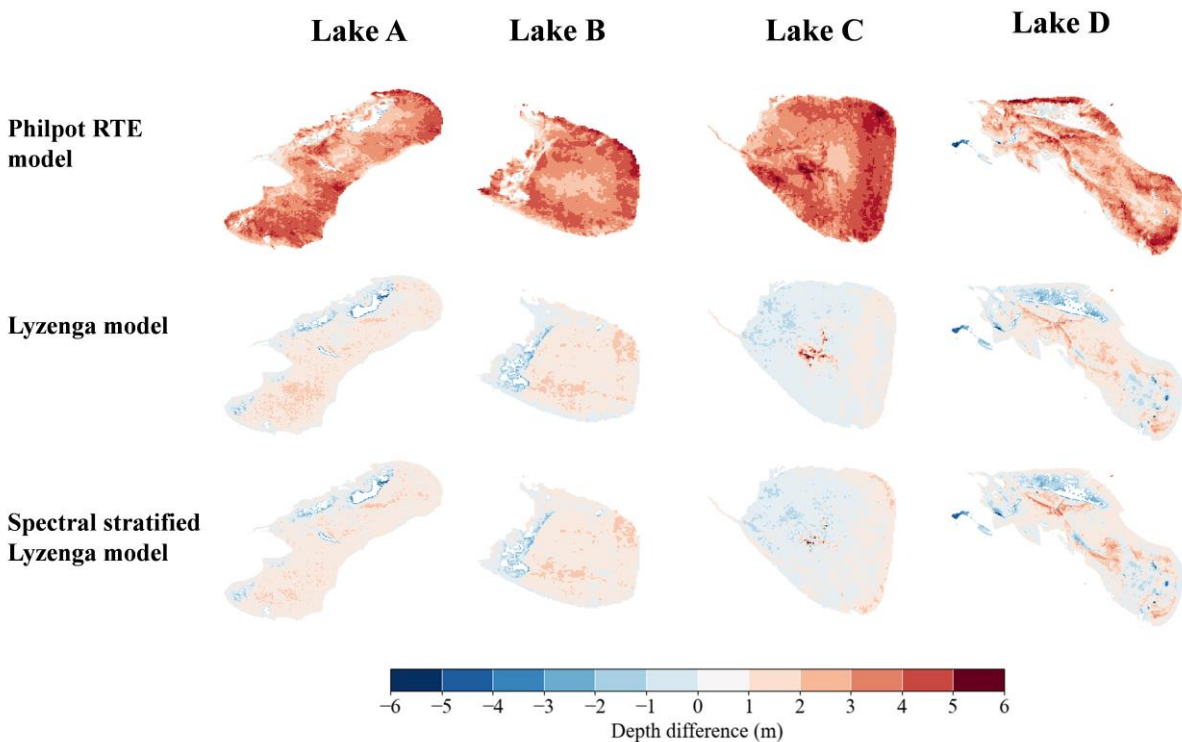 Lake A Lake B Lake C Lake D
Philpot RTE
model
Lyzenga model
Spectral stratified
Lyzenga model
−6 −5 −4 −3 −2 −1 0 1 2 3 4 5 6
Depth difference (m)